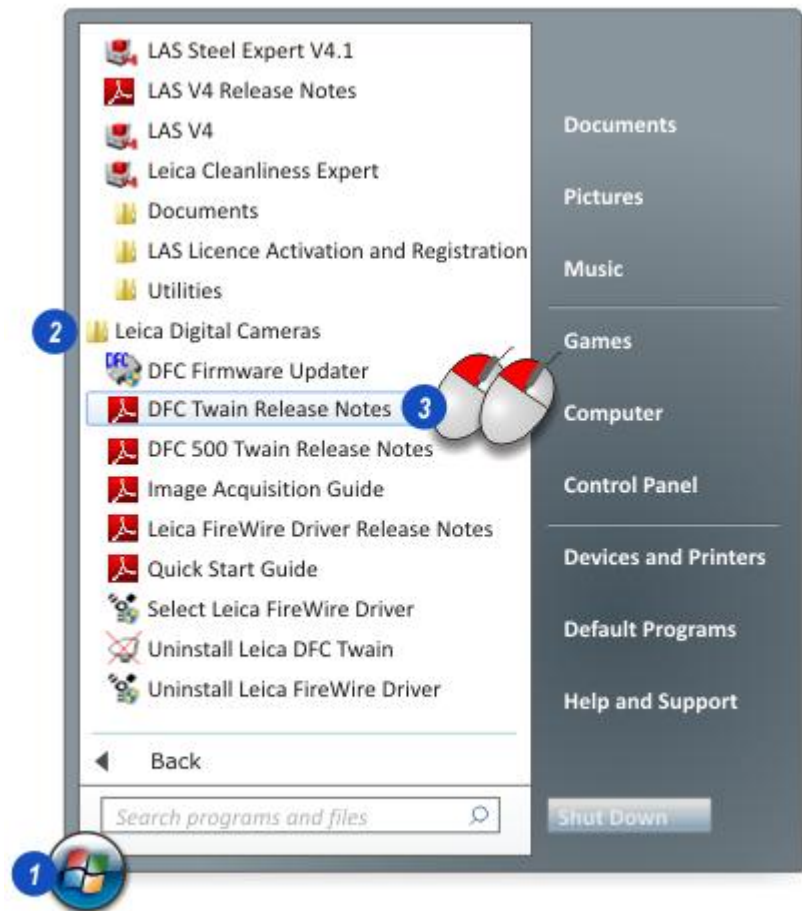 LAS Steel Expert V4.1
LAS V4 Release Notes
LAS V4
Leica Cleanliness Expert
Documents
LAS Licence Activation and Registration
Utilities
2
Leica Digital Cameras
DFC
DFC Firmware Updater
DFC Twain Release Notes
3
DFC 500 Twain Release Notes
Image Acquisition Guide
Leica FireWire Driver Release Notes
Quick Start Guide
Select Leica FireWire Driver
Uninstall Leica DFC Twain
Uninstall Leica FireWire Driver
Back
Search programs and files
1
Documents
Pictures
Music
Games
Computer
Control Panel
Devices and Printers
Default Programs
Help and Support
Shut Down